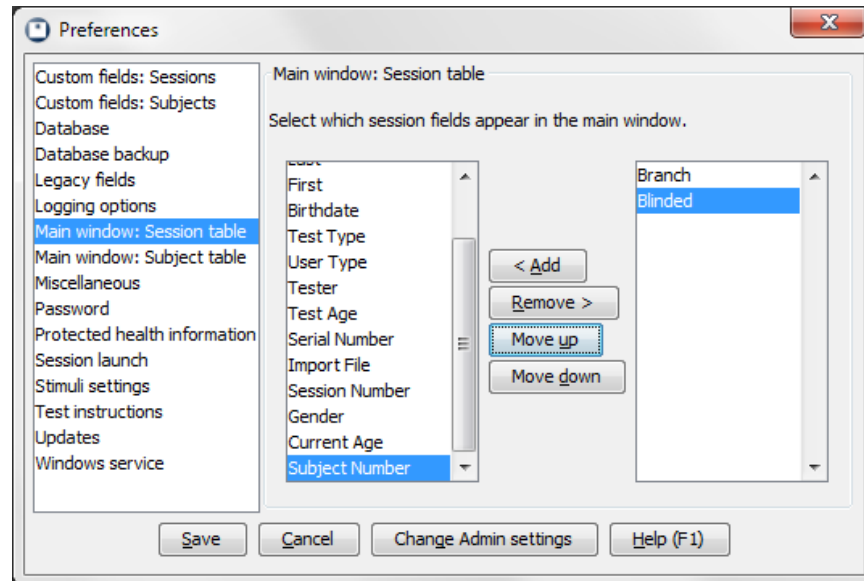 Preferences
Custom fields: Sessions
Custom fields: Subjects
Database
Database backup
Legacy fields
Logging options
Main window: Session table
Main window: Subject table
Miscellaneous
Password
Protected health information
Session launch
Stimuli settings
Test instructions
Updates
Windows service
Main window: Session table
Select which session fields appear in the main window.
First
Birthdate
Test Type
User Type
Tester
Test Age
Serial Number
Import File
Session Number
Gender
Current Age
Subject Number
< Add
Remove >
Move up
Move down
Branch
Blinded
Save
Cancel
Change Admin settings
Help (F1)